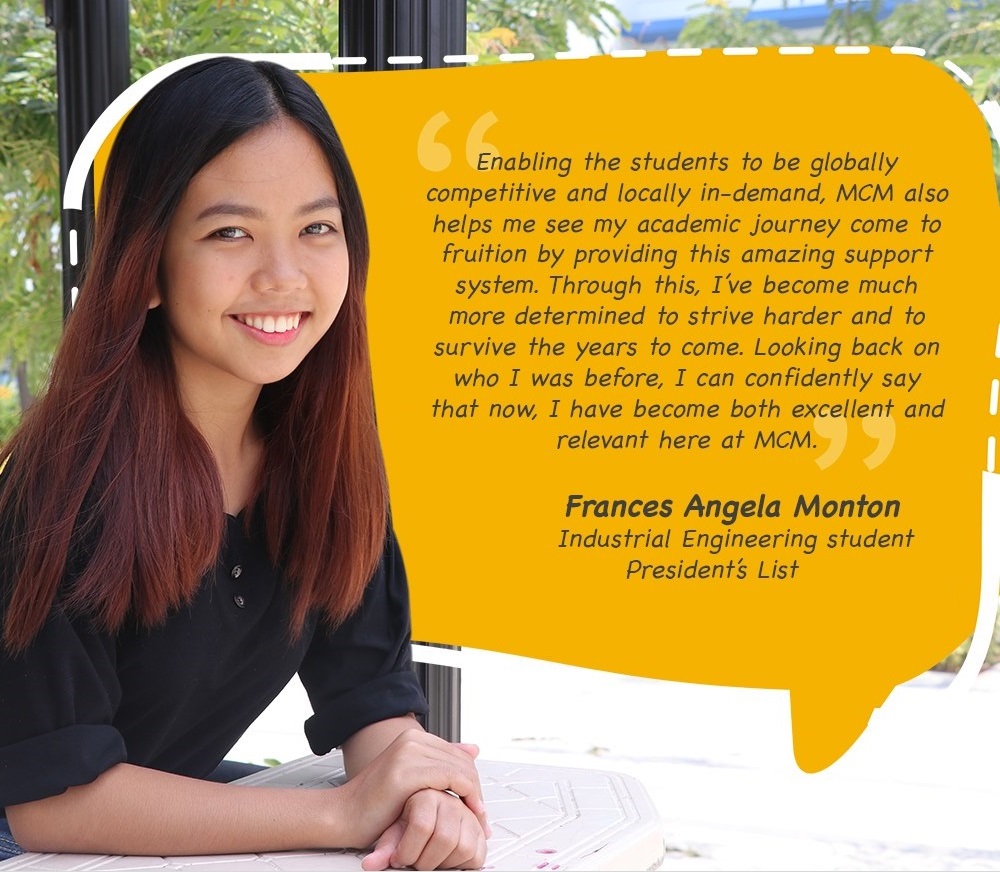 “Enabling the students to be globally
competitive and locally in-demand, MCM also
helps me see my academic journey come to
fruition by providing this amazing support
system. Through this, I've become much
more determined to strive harder and to
survive the years to come. Looking back on
who I was before, I can confidently say
that now, I have become both excellent and
relevant here at MCM.”
Frances Angela Monton
Industrial Engineering student
President's List